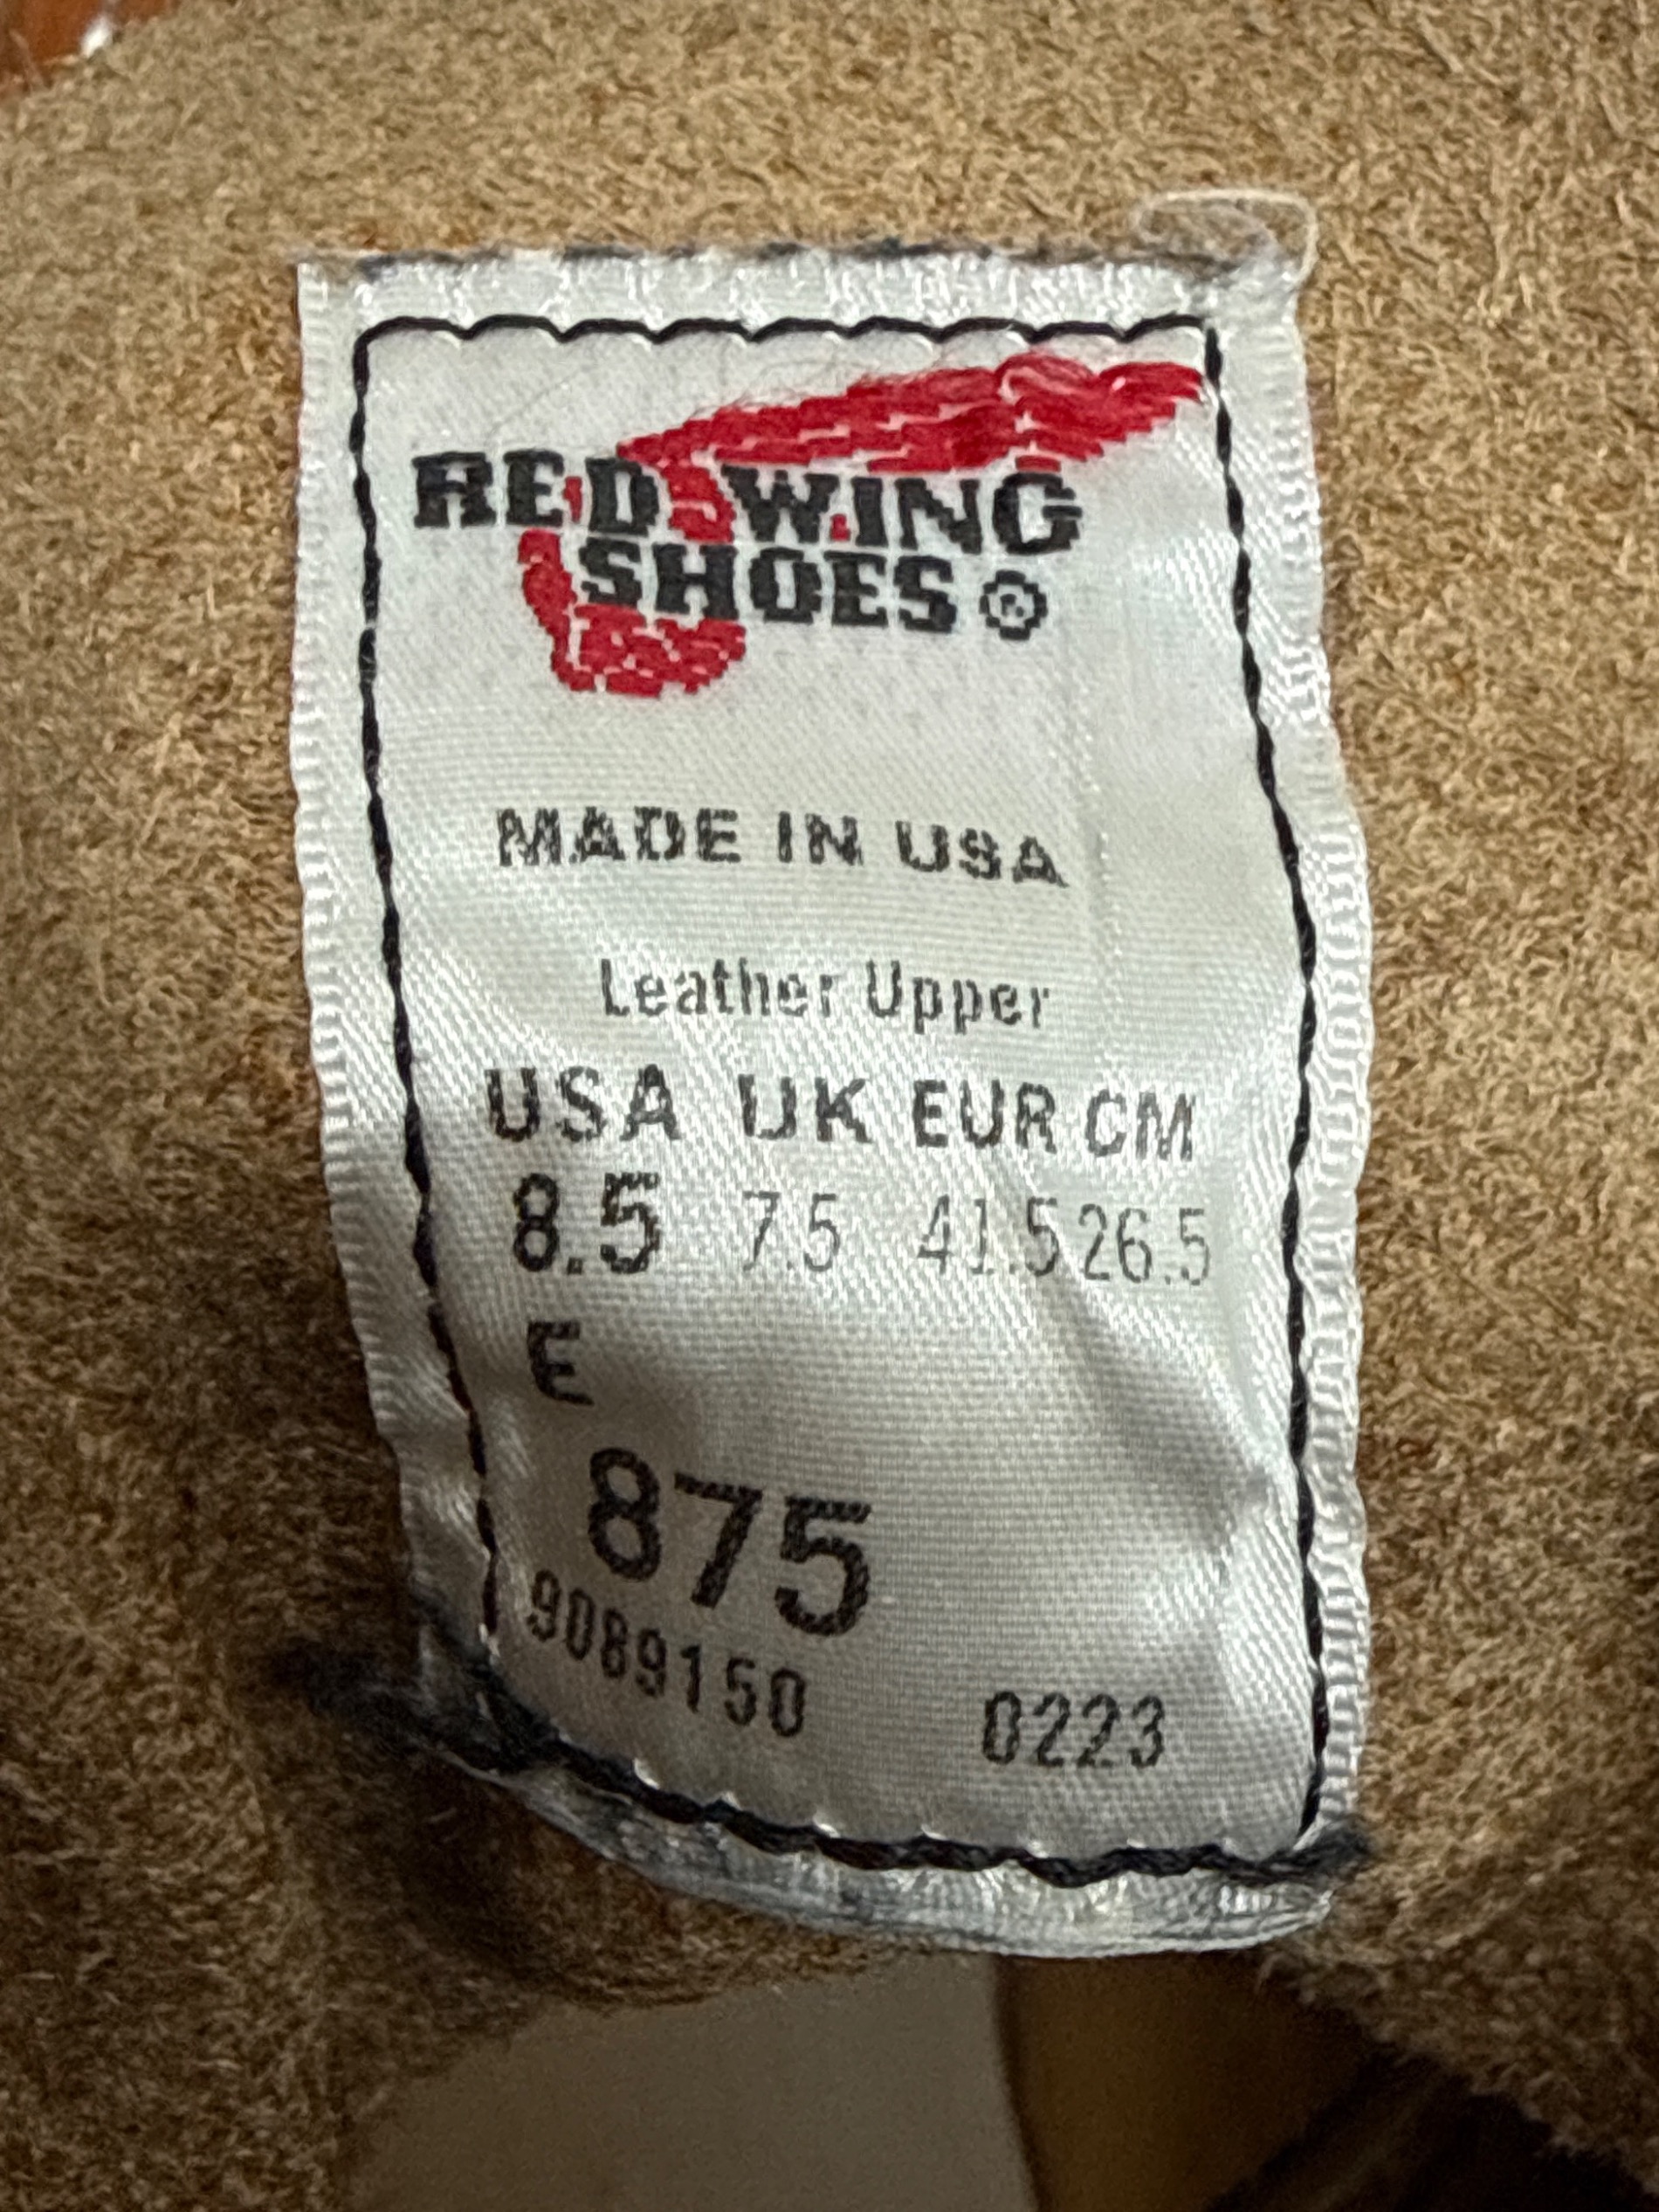 RED WING
SHOES ®
MADE IN USA
Leather Upper
USA UK EUR CM
8.5 7.5 41.5 26.5
E
875
9089150 0223